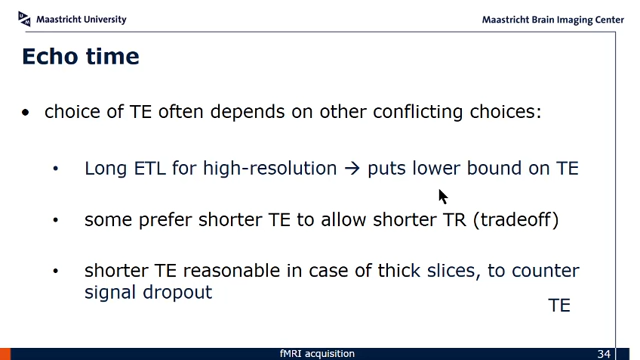 Maastricht University
Maastricht Brain Imaging Center
Echo time
• choice of TE often depends on other conflicting choices:
• Long ETL for high-resolution → puts lower bound on TE
• some prefer shorter TE to allow shorter TR (tradeoff)
• shorter TE reasonable in case of thick slices, to counter
signal dropout
TE
fMRI acquisition
34